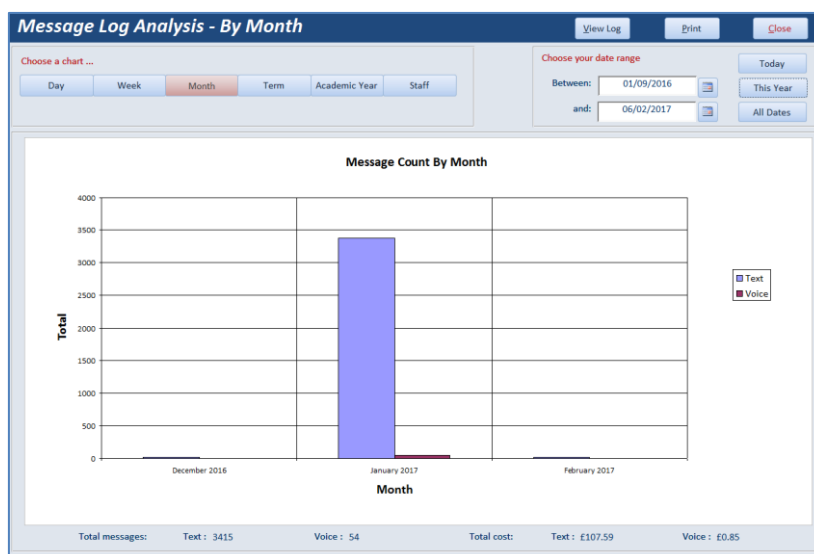 Message Log Analysis - By Month
View Log
Print
Close
Choose a chart ...
Day
Week
Month
Term
Academic Year
Staff
Choose your date range
Between:
01/09/2016
and:
06/02/2017
Today
This Year
All Dates
Message Count By Month
Total
4000
3500
3000
2500
2000
1500
1000
500
0
December 2016
January 2017
February 2017
Month
Text
Voice
Total messages: Text : 3415 Voice : 54 Total cost: Text : £107.59 Voice : £0.85